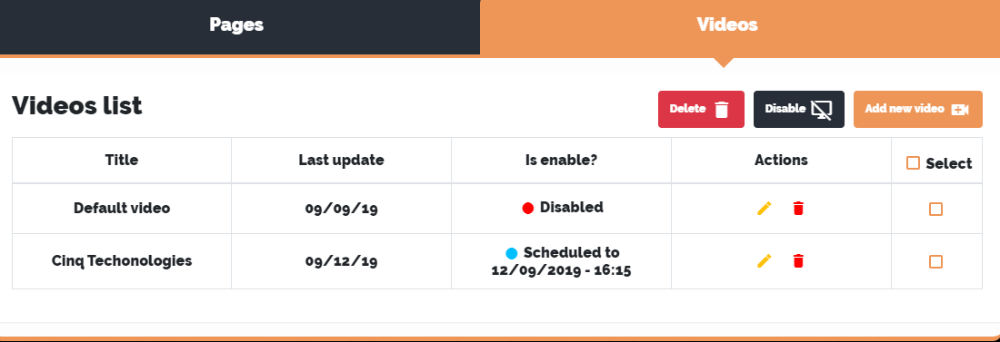 Pages
Videos
Videos list
Delete
Disable
Add new video
Title
Last update
Is enable?
Actions
Select
Default video
09/09/19
Disabled
Cinq Techonologies
09/12/19
Scheduled to
12/09/2019 - 16:15